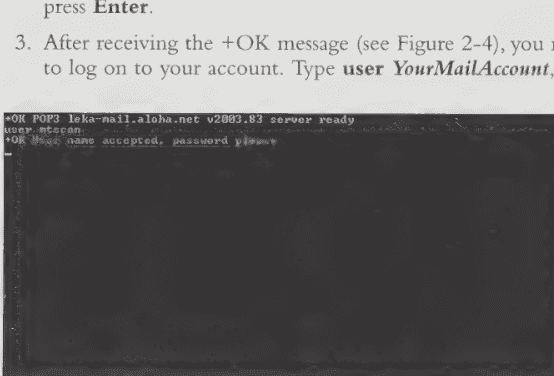 press Enter.
3. After receiving the +OK message (see Figure 2-4), you
to log on to your account. Type user YourMailAccount,
+OK POP3 leka-mail.aloha.net v2003.83 server ready
user mtscon
+OK User name accepted, password please